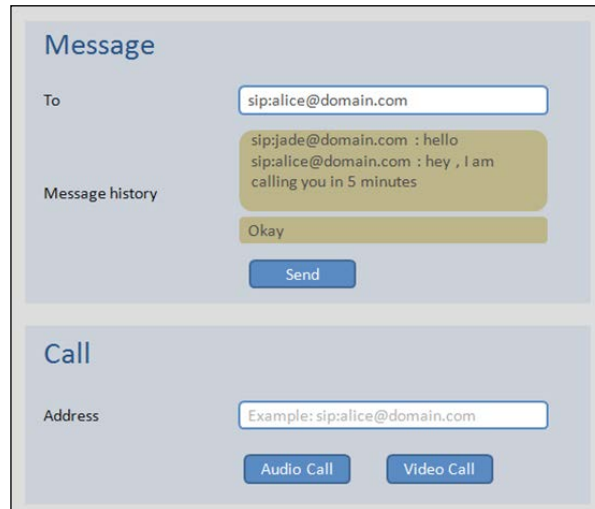 Message
To
sip:alice@domain.com
Message history
sip:jade@domain.com : hello
sip:alice@domain.com : hey , I am
calling you in 5 minutes
Okay
Send
Call
Address
Example: sip:alice@domain.com
Audio Call
Video Call